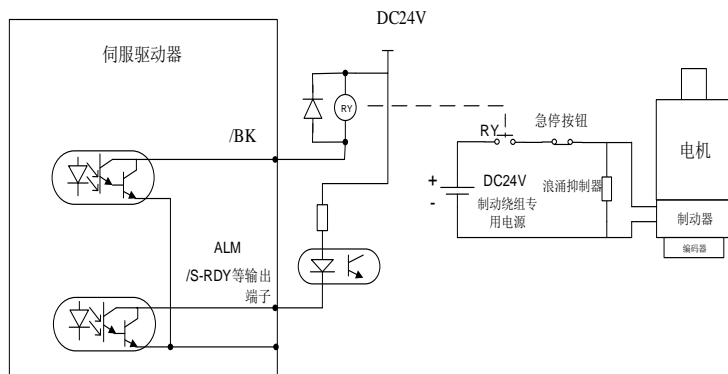 DC24V
伺服驱动器
RY
/BK
RY
急停按钮
电机
+
-
DC24V
制动绕组专
用电源
浪涌抑制器
制动器
编码器
ALM
/S-RDY等输出
端子